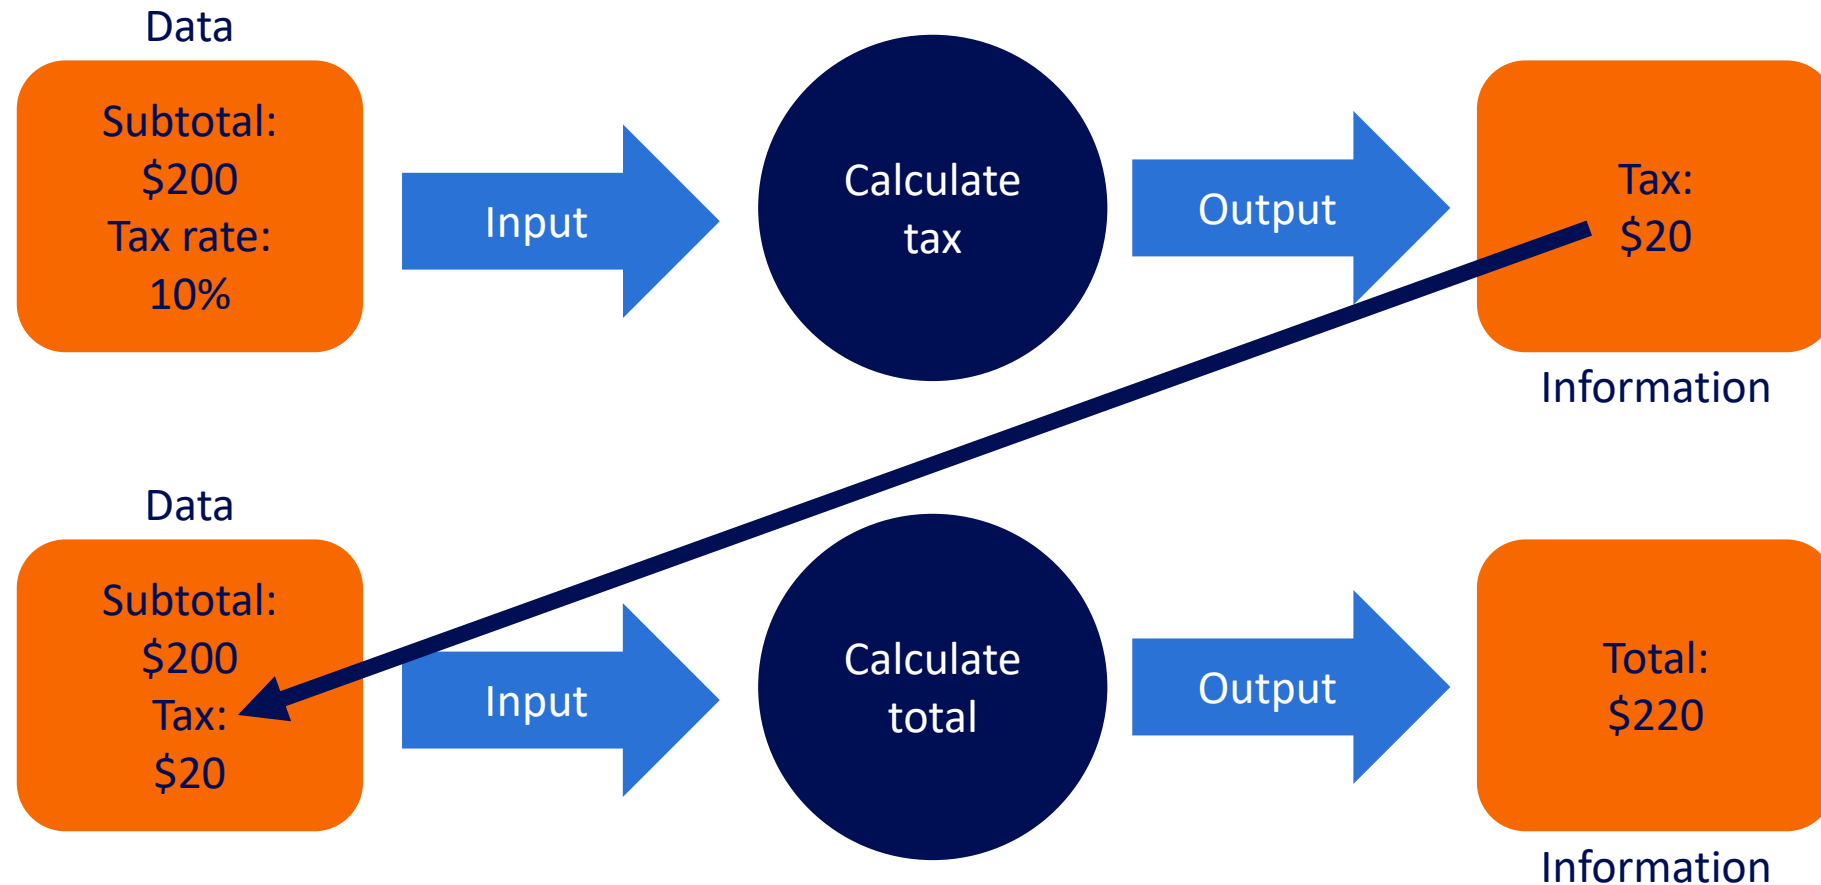 Data
Subtotal:
$200
Tax rate:
10%
Input
Calculate
tax
Output
Tax:
$20
Information
Data
Subtotal:
$200
Tax:
$20
Input
Calculate
total
Output
Total:
$220
Information